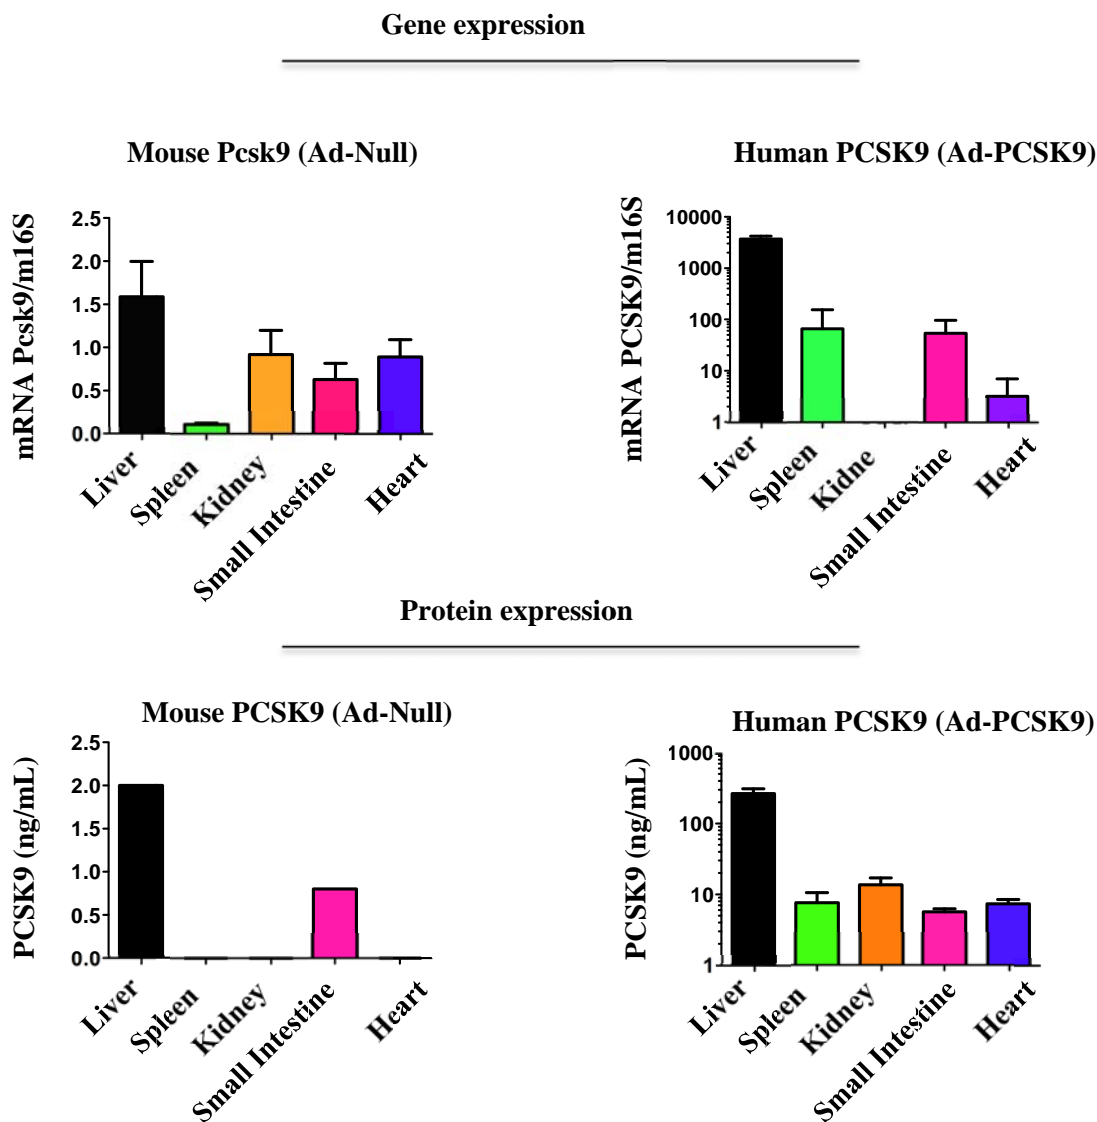 Gene expression
Mouse Pcsk9 (Ad-Null)
mRNA Pcsk9/m16S
2.5
2.0
1.5
1.0
0.5
0.0
Liver
Spleen
Kidney
Small Intestine
Heart
Human PCSK9 (Ad-PCSK9)
mRNA PCSK9/m16S
10000
1000
100
10
1
Liver
Spleen
Kidne
Small Intestine
Heart
Protein expression
Mouse PCSK9 (Ad-Null)
PCSK9 (ng/mL)
2.5
2.0
1.5
1.0
0.5
0.0
Liver
Spleen
Kidney
Small Intestine
Heart
Human PCSK9 (Ad-PCSK9)
PCSK9 (ng/mL)
1000
100
10
1
Liver
Spleen
Kidney
Small Intestine
Heart